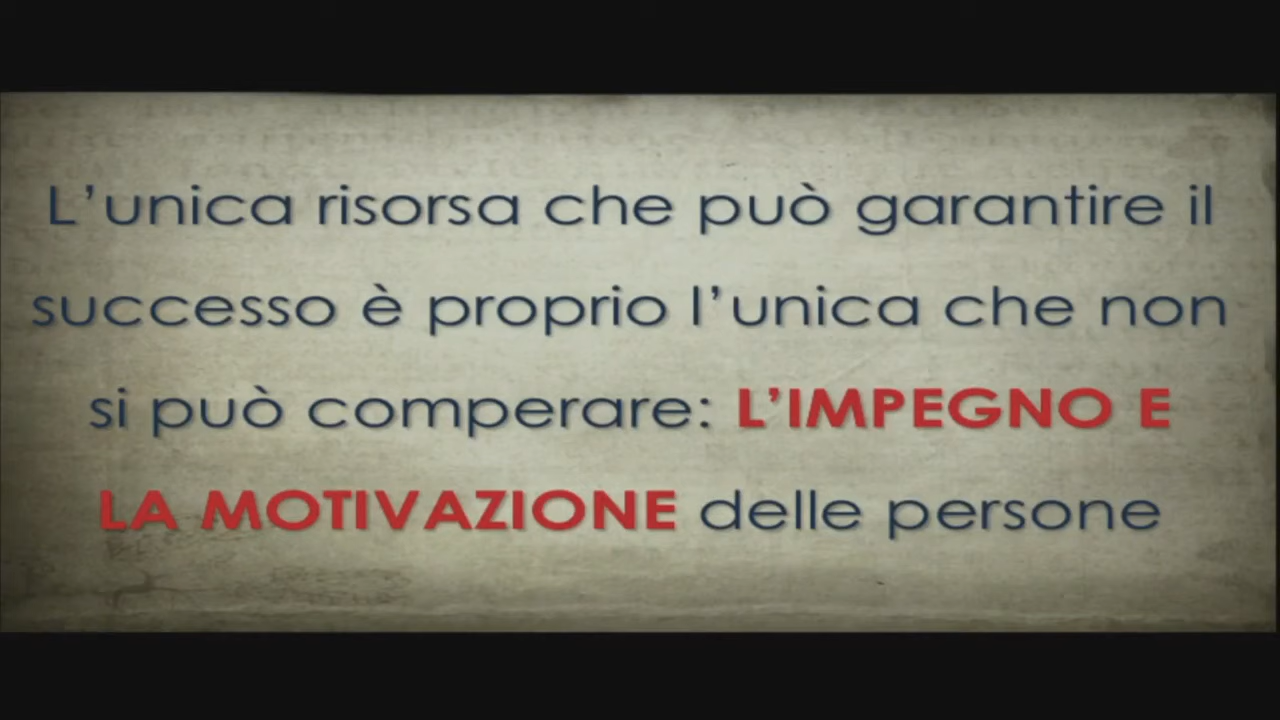 L’unica risorsa che può garantire il
successo è proprio l’unica che non
si può comperare: L’IMPEGNO E
LA MOTIVAZIONE delle persone